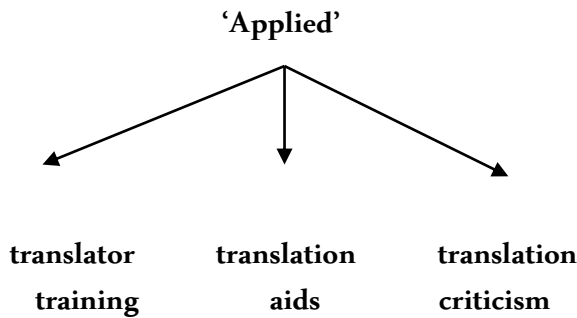 ‘Applied’
translator translation translation
training aids criticism